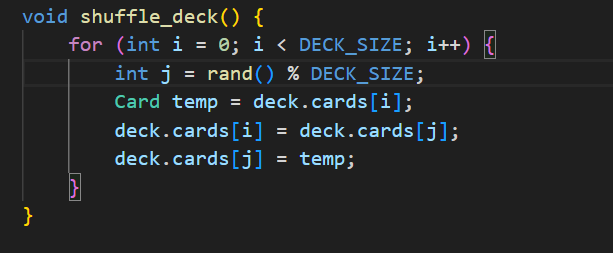 void shuffle_deck() {
    for (int i = 0; i < DECK_SIZE; i++) {
        int j = rand() % DECK_SIZE;
        Card temp = deck.cards[i];
        deck.cards[i] = deck.cards[j];
        deck.cards[j] = temp;
    }
}